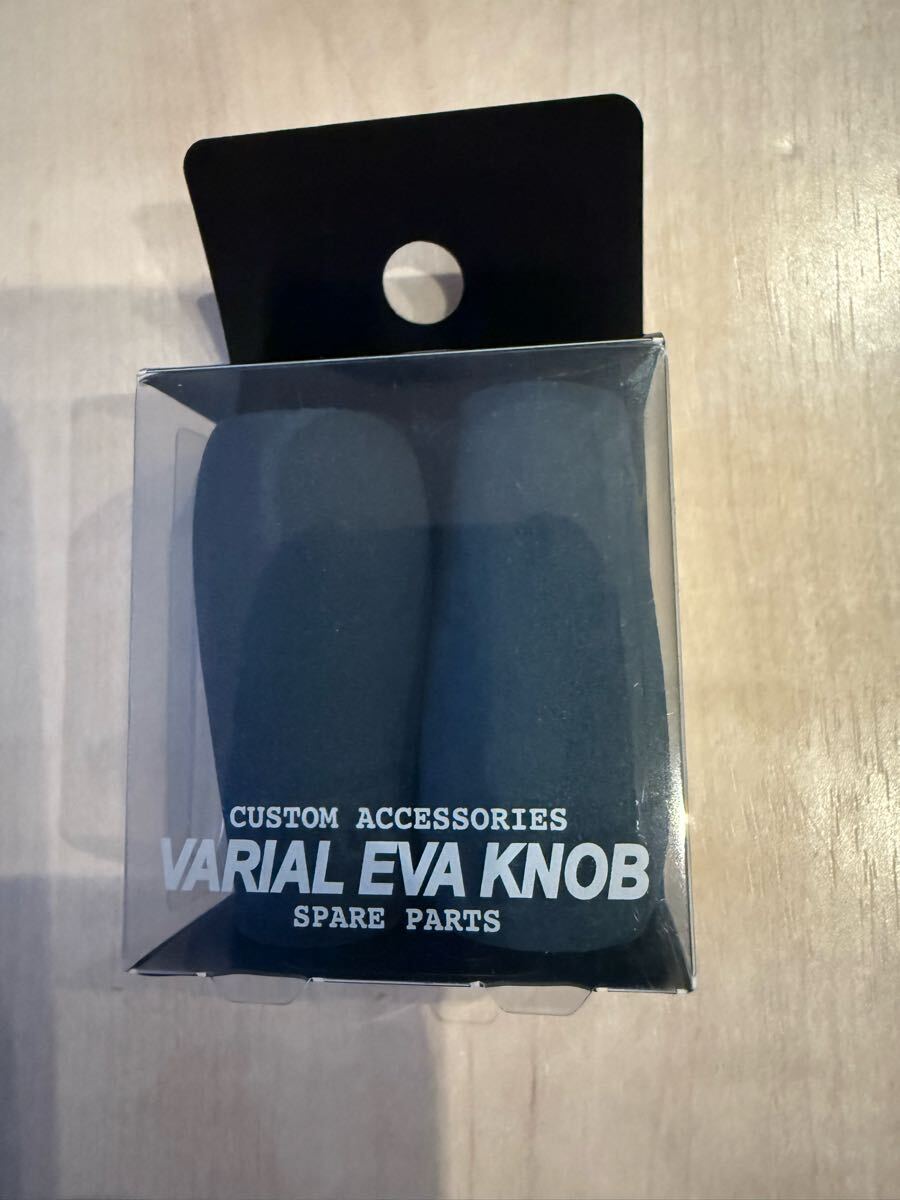 CUSTOM ACCESSORIES
VARIAL EVA KNOB
SPARE PARTS